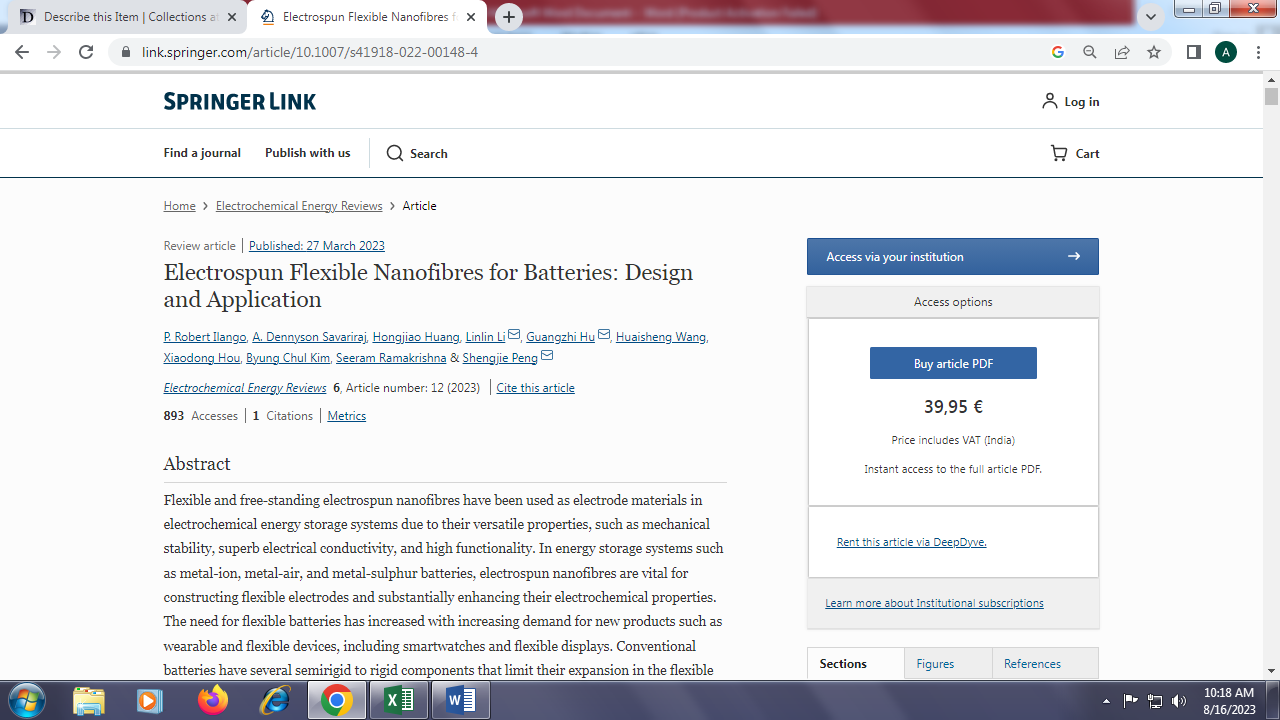 Describe this Item | Collections at
Electrospun Flexible Nanofibres f
link.springer.com/article/10.1007/s41918-022-00148-4
A
SPRINGER LINK
Log in
Find a journal
Publish with us
Search
Cart
Home > Electrochemical Energy Reviews > Article
Review article | Published: 27 March 2023
Electrospun Flexible Nanofibres for Batteries: Design
and Application
P. Robert Ilango, A. Dennyson Savariraj, Hongjiao Huang, Linlin Li, Guangzhi Hu, Huaisheng Wang,
Xiaodong Hou, Byung Chul Kim, Seeram Ramakrishna & Shengjie Peng
Electrochemical Energy Reviews 6, Article number: 12 (2023) | Cite this article
893 Accesses | 1 Citations | Metrics
Abstract
Flexible and free-standing electrospun nanofibres have been used as electrode materials in
electrochemical energy storage systems due to their versatile properties, such as mechanical
stability, superb electrical conductivity, and high functionality. In energy storage systems such
as metal-ion, metal-air, and metal-sulphur batteries, electrospun nanofibres are vital for
constructing flexible electrodes and substantially enhancing their electrochemical properties.
The need for flexible batteries has increased with increasing demand for new products such as
wearable and flexible devices, including smartwatches and flexible displays. Conventional
batteries have several semirigid to rigid components that limit their expansion in the flexible
Access via your institution
Access options
Buy article PDF
39,95 €
Price includes VAT (India)
Instant access to the full article PDF.
Rent this article via DeepDyve.
Learn more about Institutional subscriptions
Sections
Figures
References
10:18 AM
8/16/2023